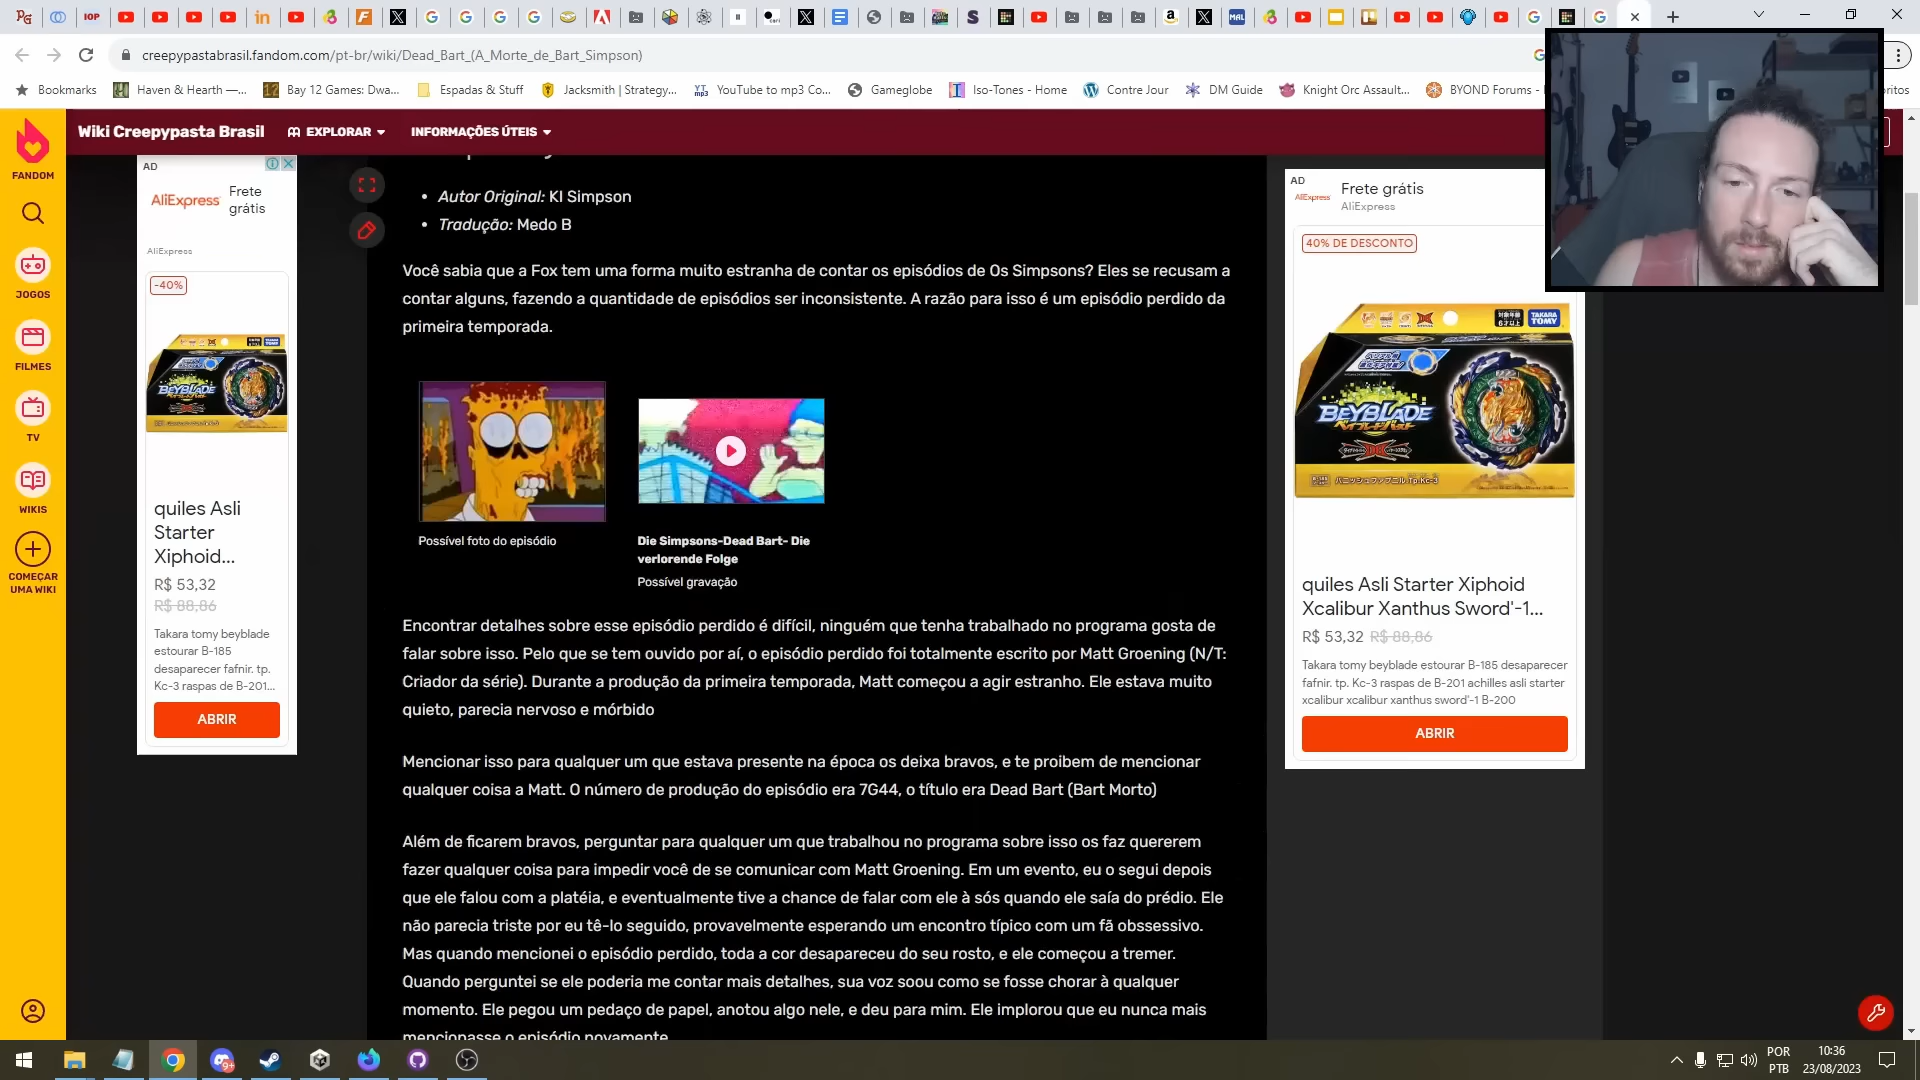 creepypastabrasil.fandom.com/pt-br/wiki/Dead_Bart_(A_Morte_de_Bart_Simpson)
Bookmarks
Haven & Hearth —...
Bay 12 Games: Dwa...
Espadas & Stuff
Jacksmith | Strategy...
YouTube to mp3 Co...
Gameglobe
Iso-Tones - Home
Contre Jour
DM Guide
Knight Orc Assault...
BYOND Forums -
oritos
FANDOM
JOGOS
FILMES
TV
WIKIS
COMEÇAR
UMA WIKI
Wiki Creepypasta Brasil
EXPLORAR
INFORMAÇÕES ÚTEIS
AD
AliExpress
Frete
grátis
AliExpress
-40%
BEYBLADE
quiles Asli
Starter
Xiphoid...
R$ 53,32
R$ 88,86
Takara tomy beyblade
estourar B-185
desaparecer fafnir. tp.
Kc-3 raspas de B-201...
ABRIR
• Autor Original: KI Simpson
• Tradução: Medo B
Você sabia que a Fox tem uma forma muito estranha de contar os episódios de Os Simpsons? Eles se recusam a
contar alguns, fazendo a quantidade de episódios ser inconsistente. A razão para isso é um episódio perdido da
primeira temporada.
Possível foto do episódio
Die Simpsons-Dead Bart- Die
verlorende Folge
Possível gravação
Encontrar detalhes sobre esse episódio perdido é difícil, ninguém que tenha trabalhado no programa gosta de
falar sobre isso. Pelo que se tem ouvido por aí, o episódio perdido foi totalmente escrito por Matt Groening (N/T:
Criador da série). Durante a produção da primeira temporada, Matt começou a agir estranho. Ele estava muito
quieto, parecia nervoso e mórbido
Mencionar isso para qualquer um que estava presente na época os deixa bravos, e te proibem de mencionar
qualquer coisa a Matt. O número de produção do episódio era 7G44, o título era Dead Bart (Bart Morto)
Além de ficarem bravos, perguntar para qualquer um que trabalhou no programa sobre isso os faz quererem
fazer qualquer coisa para impedir você de se comunicar com Matt Groening. Em um evento, eu o segui depois
que ele falou com a platéia, e eventualmente tive a chance de falar com ele à sós quando ele saía do prédio. Ele
não parecia triste por eu tê-lo seguido, provavelmente esperando um encontro típico com um fã obssessivo.
Mas quando mencionei o episódio perdido, toda a cor desapareceu do seu rosto, e ele começou a tremer.
Quando perguntei se ele poderia me contar mais detalhes, sua voz soou como se fosse chorar à qualquer
momento. Ele pegou um pedaço de papel, anotou algo nele, e deu para mim. Ele implorou que eu nunca mais
mencionasse o episódio novamente
AD
AliExpress
Frete grátis
AliExpress
40% DE DESCONTO
TAKARA
TOMY
BEYBLADE
quiles Asli Starter Xiphoid
Xcalibur Xanthus Sword'-1...
R$ 53,32 R$ 88,86
Takara tomy beyblade estourar B-185 desaparecer
fafnir. tp. Kc-3 raspas de B-201 achilles asli starter
xcalibur xcalibur xanthus sword'-1 B-200
ABRIR
POR
PTB
10:36
23/08/2023